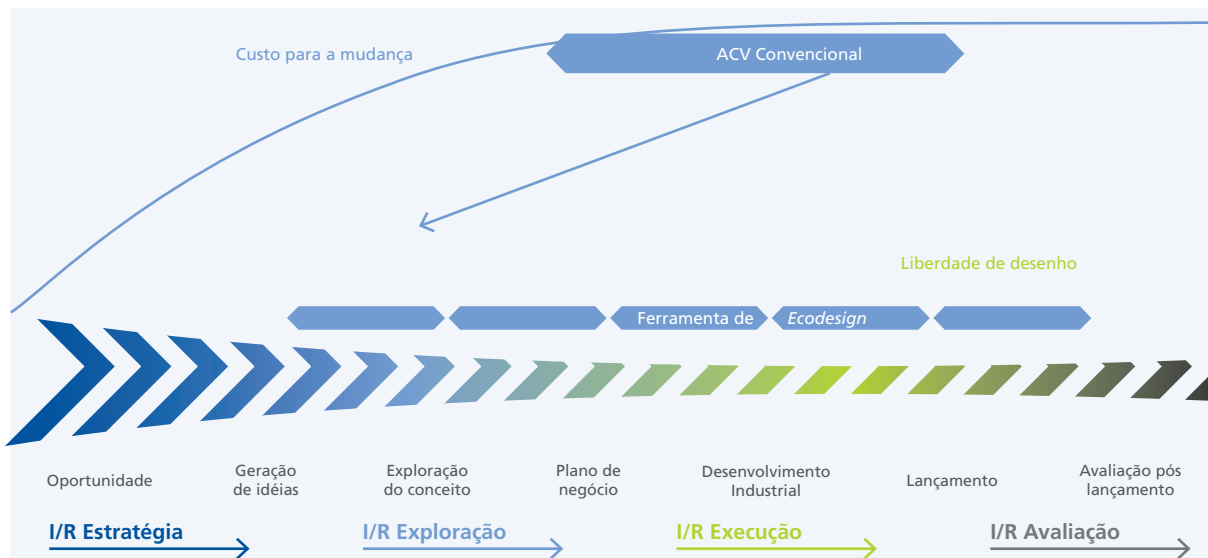 Custo para a mudança
ACV Convencional
Liberdade de desenho
Ferramenta de Ecodesign
Oportunidade
Geração
de idéias
Exploração
do conceito
Plano de
negócio
Desenvolvimento
Industrial
Lançamento
Avaliação pós
lançamento
I/R Estratégia
I/R Exploração
I/R Execução
I/R Avaliação